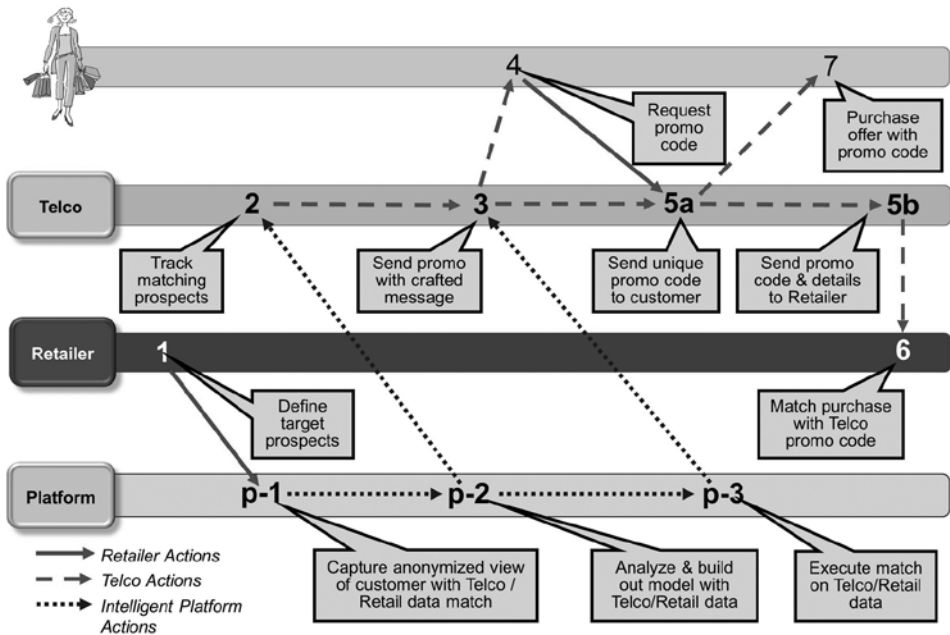 4
7
Request
promo
code
Purchase
offer with
promo code
Telco
2
3
5a
5b
Track
matching
prospects
Send promo
with crafted
message
Send unique
promo code
to customer
Send promo
code & details
to Retailer
Retailer
1
6
Define
target
prospects
Match purchase
with Telco
promo code
Platform
p-1
p-2
p-3
Retailer Actions
Telco Actions
Intelligent Platform
Actions
Capture anonymized view
of customer with Telco /
Retail data match
Analyze & build
out model with
Telco/Retail data
Execute match
on Telco/Retail
data